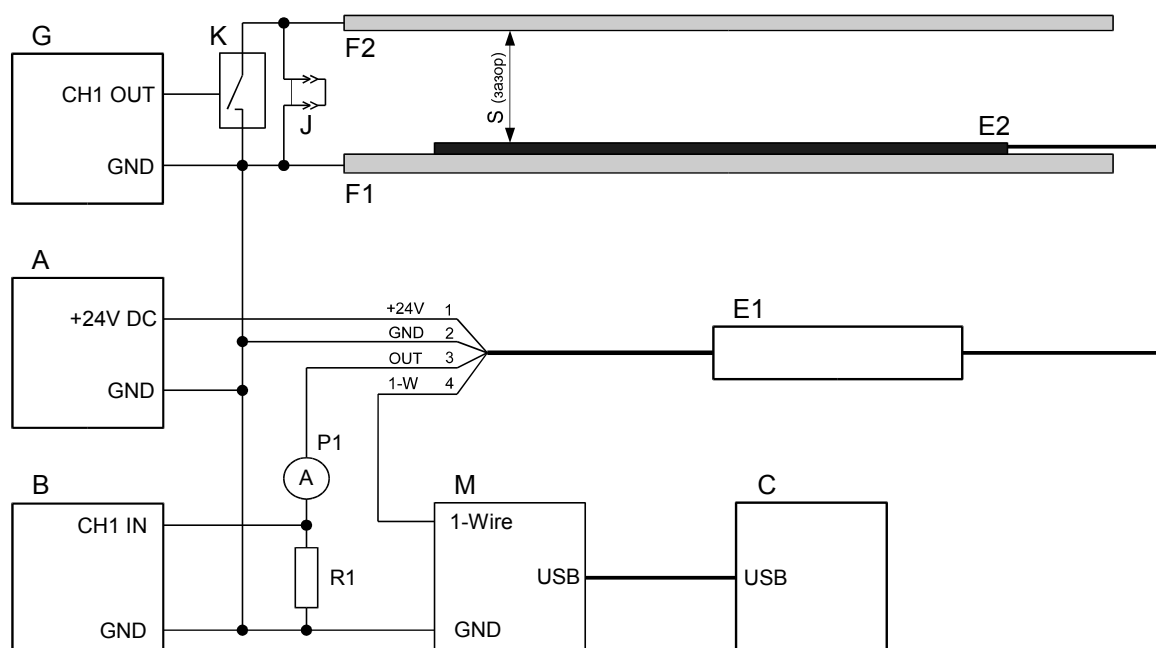 G
CH1 OUT
GND
K
J
F2
S (зазор)
E2
F1
A
+24V DC
GND
+24V 1
GND 2
OUT 3
1-W 4
E1
P1
A
B
CH1 IN
GND
R1
M
1-Wire
USB
GND
C
USB